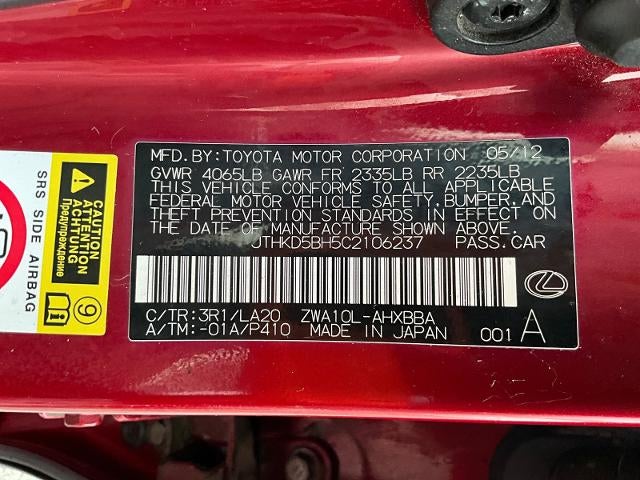 MFD. BY: TOYOTA MOTOR CORPORATION 05/12
GVWR 4065LB GAWR FR 2335LB RR 2235LB
THIS VEHICLE CONFORMS TO ALL APPLICABLE
FEDERAL MOTOR VEHICLE SAFETY, BUMPER, AND
THEFT PREVENTION STANDARDS IN EFFECT ON
THE DATE OF MANUFACTURE SHOWN ABOVE.
JTHKD5BH5C2106237 PASS. CAR
C/TR: 3R1/LA20 ZWA10L-AHXBBA
A/TM: -01A/P410 MADE IN JAPAN 001 A
SRS SIDE AIRBAG
CAUTION
ATTENTION
ACHTUNG
Предупреждение
9